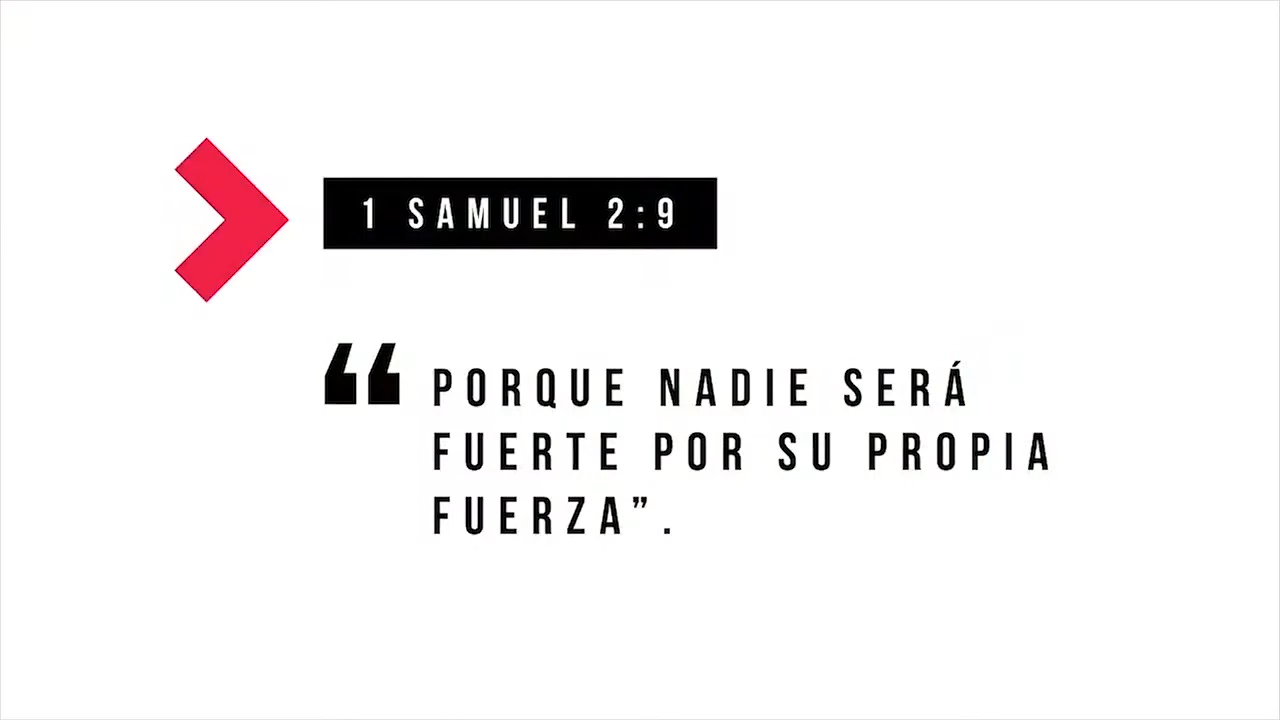 1 SAMUEL 2:9
“ PORQUE NADIE SERÁ
FUERTE POR SU PROPIA
FUERZA”.